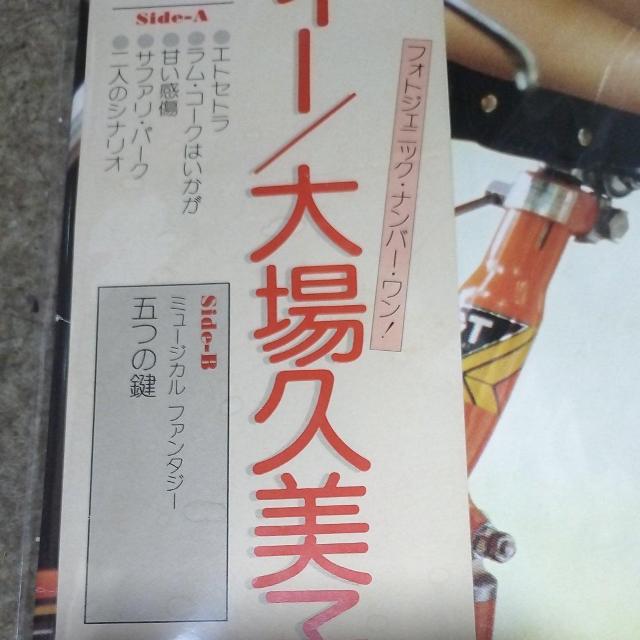 フォトジェニック・ナンバー・ワン!
ィー/大場久美子
Side-A
●エトセトラ
●ラム・コークはいかが
●甘い感傷
●サファリ・パーク
●二人のシナリオ
Side-B
ミュージカル ファンタジー
五つの鍵
ST